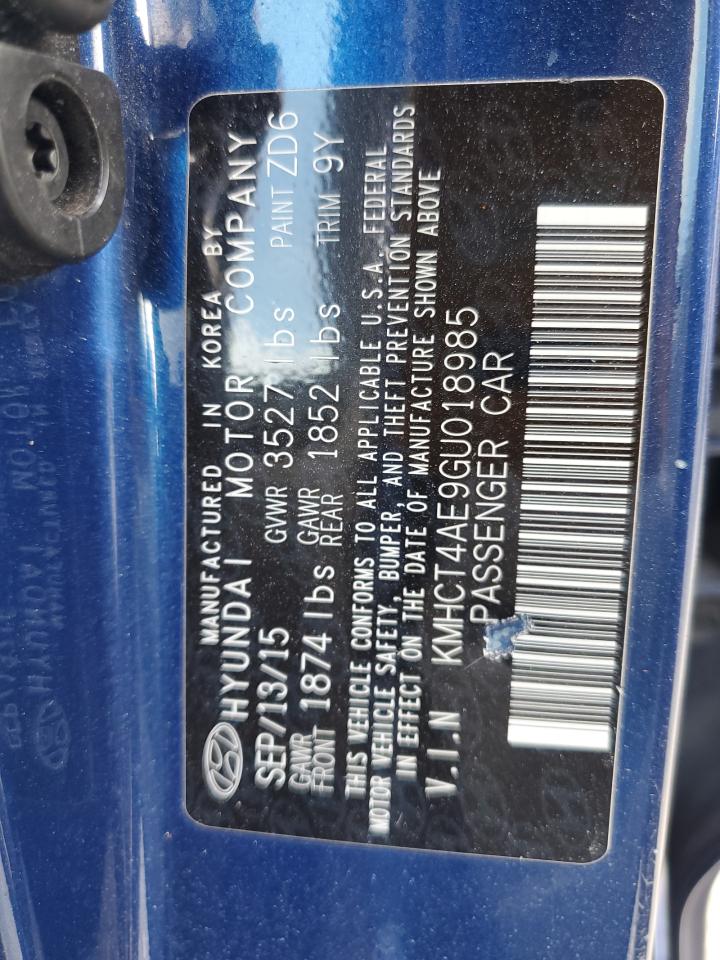 MANUFACTURED IN KOREA BY
HYUNDAI MOTOR COMPANY
SEP/13/15 GVWR 3527 lbs PAINT ZD6
GAWR FRONT 1874 lbs GAWR REAR 1852 lbs TRIM 9Y
THIS VEHICLE CONFORMS TO ALL APPLICABLE U.S.A. FEDERAL
MOTOR VEHICLE SAFETY, BUMPER, AND THEFT PREVENTION STANDARDS
IN EFFECT ON THE DATE OF MANUFACTURE SHOWN ABOVE
V.I.N KMHCT4AE9GU018985
PASSENGER CAR